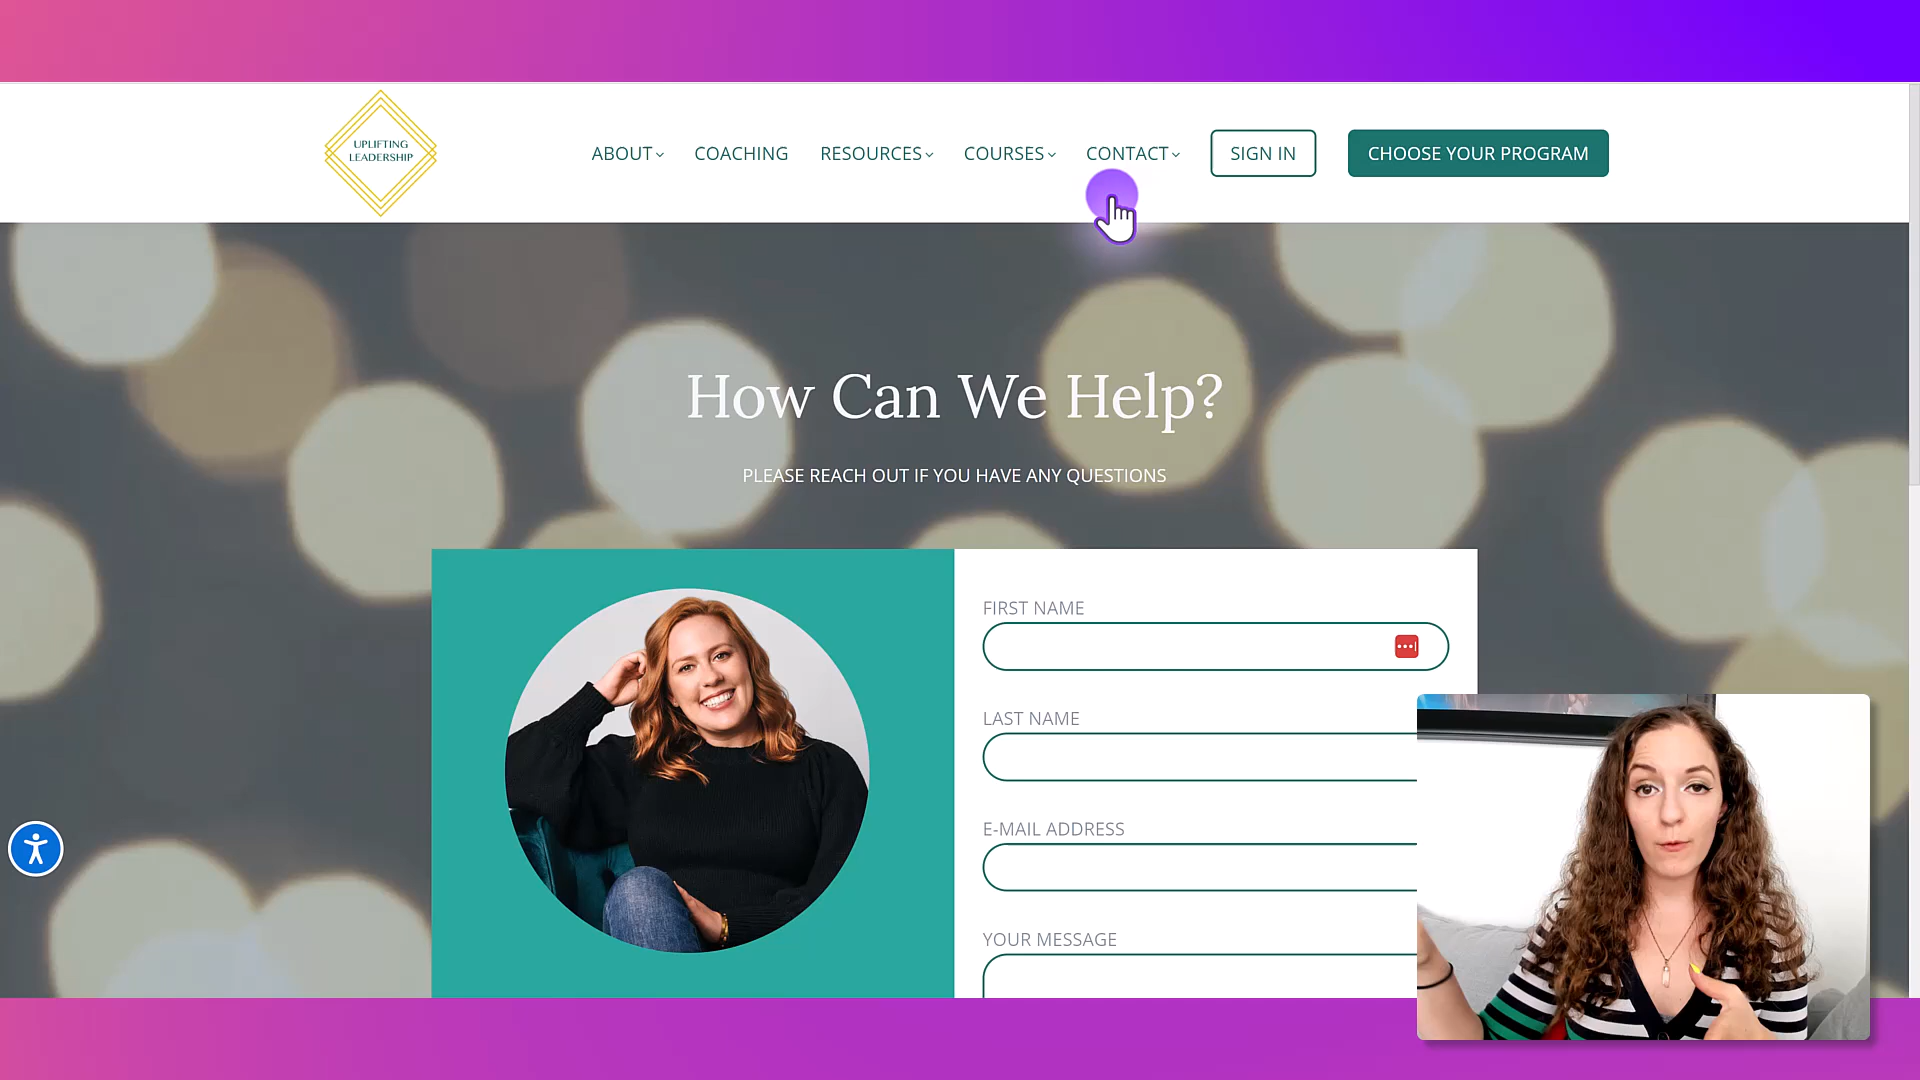 UPLIFTING
LEADERSHIP
ABOUT
COACHING
RESOURCES
COURSES
CONTACT
SIGN IN
CHOOSE YOUR PROGRAM
How Can We Help?
PLEASE REACH OUT IF YOU HAVE ANY QUESTIONS
FIRST NAME
LAST NAME
E-MAIL ADDRESS
YOUR MESSAGE